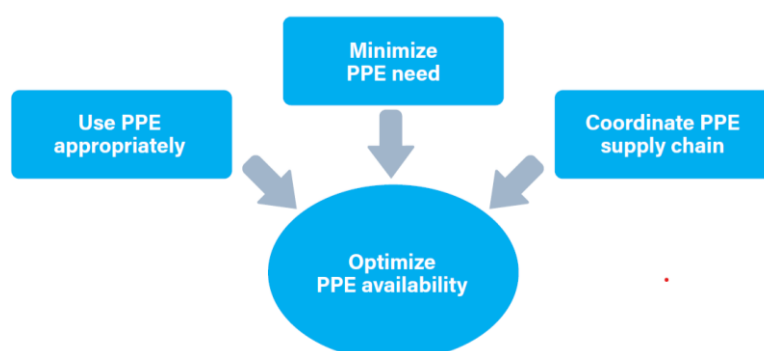 Minimize
PPE need
Use PPE
appropriately
Coordinate PPE
supply chain
Optimize
PPE availability